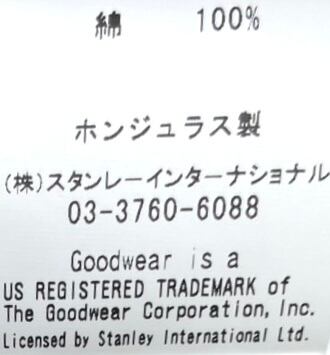 綿 100%
ホンジュラス製
(株)スタンレーインターナショナル
03-3760-6088
Goodwear is a
US REGISTERED TRADEMARK of
The Goodwear Corporation, Inc.
Licensed by Stanley International Ltd.